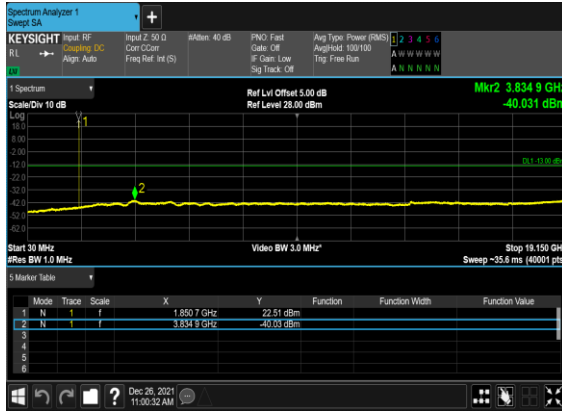 Spectrum Analyzer 1
Swept SA
+
KEYSIGHT
RL
Input: RF
Coupling: DC
Align: Auto
Input Z: 50 Ω
Corr CCorr
Freq Ref: Int (S)
#Atten: 40 dB
PNO: Fast
Gate: Off
IF Gain: Low
Sig Track: Off
Avg Type: Power (RMS)
Avg|Hold: 100/100
Trig: Free Run
1 2 3 4 5 6
A W W W W W
A N N N N N
LU
1 Spectrum
Scale/Div 10 dB
Ref Lvl Offset 5.00 dB
Ref Level 28.00 dBm
Mkr2 3.834 9 GHz
-40.031 dBm
Log
18.0
8.00
-2.00
-12.0
-22.0
-32.0
-42.0
-52.0
-62.0
1
2
DL1 -13.00 dBm
Start 30 MHz
Video BW 3.0 MHz*
Stop 19.150 GHz
#Res BW 1.0 MHz
Sweep ~35.6 ms (40001 pts)
5 Marker Table
Mode Trace Scale X Y Function Function Width Function Value
1 N 1 f 1.850 7 GHz 22.51 dBm
2 N 1 f 3.834 9 GHz -40.03 dBm
3
4
5
6
?
Dec 26, 2021
11:00:32 AM